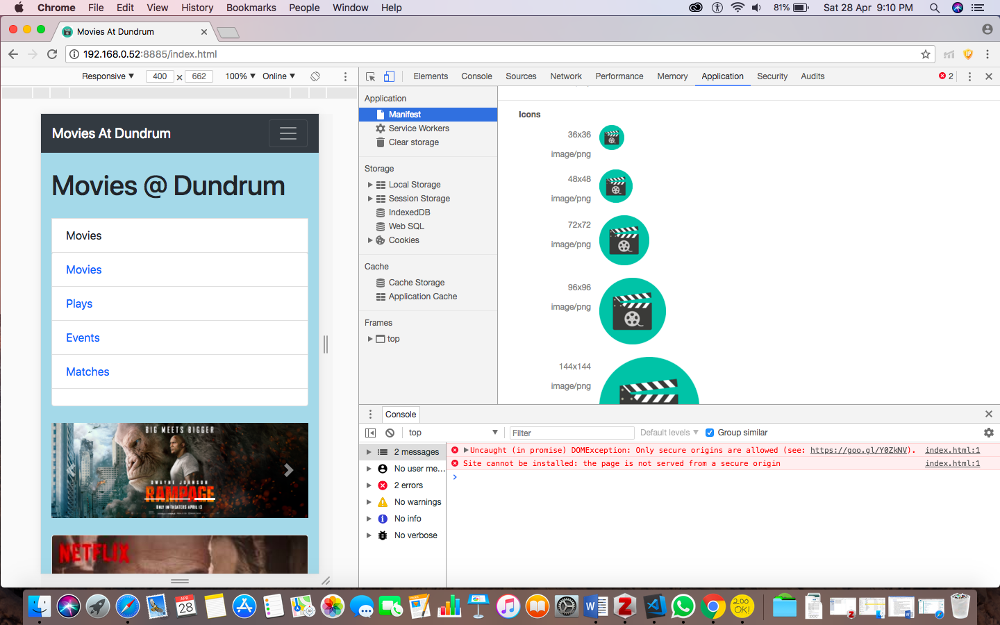 Chrome File Edit View History Bookmarks People Window Help 81% Sat 28 Apr 9:10 PM
Movies At Dundrum
192.168.0.52:8885/index.html
Responsive ▼ 400 × 662 100% ▼ Online ▼
Elements Console Sources Network Performance Memory Application Security Audits 2
Movies At Dundrum
Movies @ Dundrum
Movies
Movies
Plays
Events
Matches
BIG MEETS BIGGER
DWAYNE JOHNSON
RAMPAGE
ONLY IN THEATERS APRIL 13
NETFLIX
Application
Manifest
Service Workers
Clear storage
Storage
Local Storage
Session Storage
IndexedDB
Web SQL
Cookies
Cache
Cache Storage
Application Cache
Frames
top
Icons
36x36
image/png
48x48
image/png
72x72
image/png
96x96
image/png
144x144
image/png
Console
top ▼ Filter Default levels ▼ Group similar
2 messages
No user me...
2 errors
No warnings
No info
No verbose
Uncaught (in promise) DOMException: Only secure origins are allowed (see: https://goo.gl/Y0ZkNV). index.html:1
Site cannot be installed: the page is not served from a secure origin index.html:1
APR
28
200
OK!